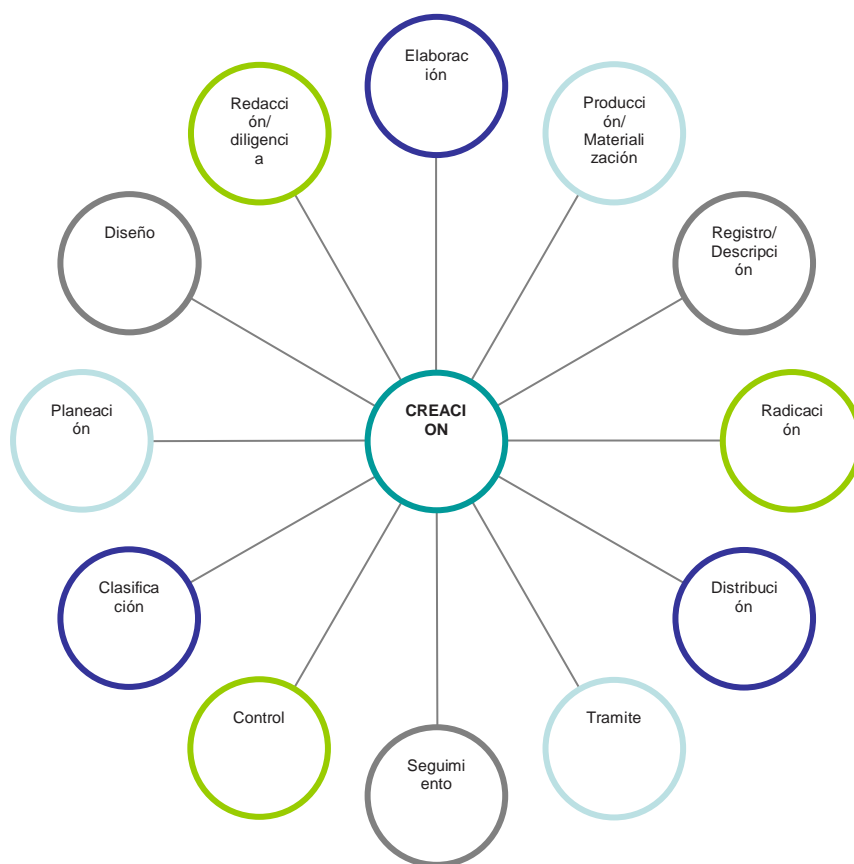 Elaborac
ión
Producci
ón/
Materiali
zación
Registro/
Descripci
ón
Radicaci
ón
Distribuci
ón
Tramite
Seguimi
ento
Control
Clasifica
ción
Planeaci
ón
Diseño
Redacci
ón/
diligenci
a
CREACI
ON